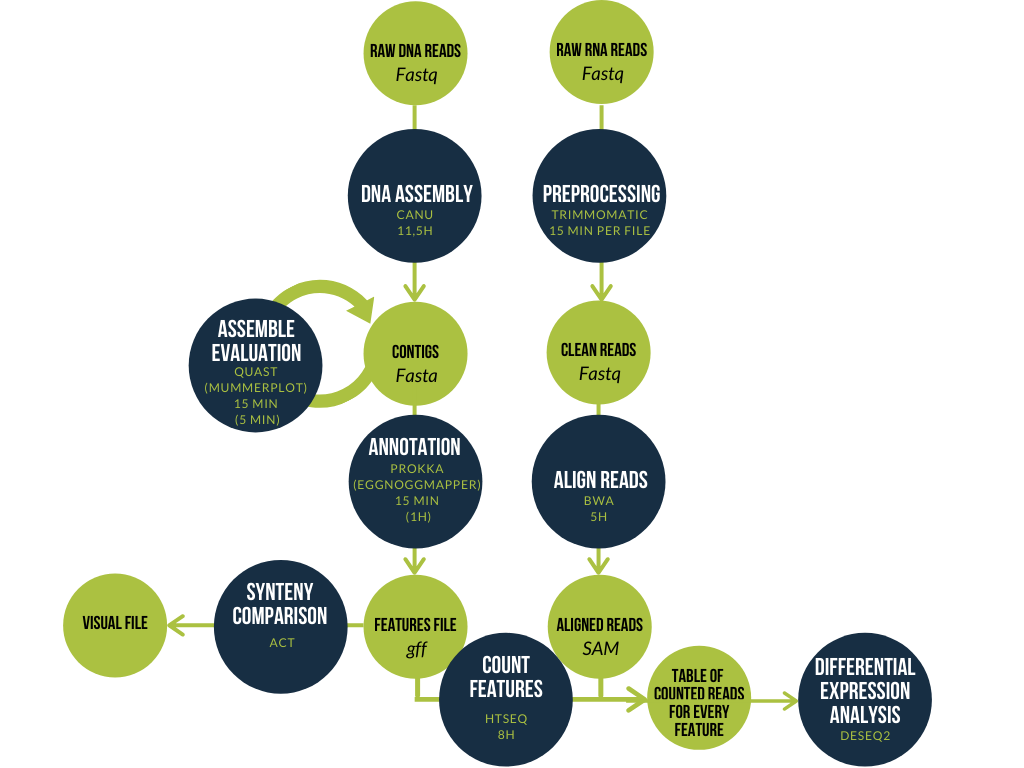 RAW DNA READS
Fastq
RAW RNA READS
Fastq
DNA ASSEMBLY
CANU
11,5H
PREPROCESSING
TRIMMOMATIC
15 MIN PER FILE
ASSEMBLE
EVALUATION
QUAST
(MUMMERPLOT)
15 MIN
(5 MIN)
CONTIGS
Fasta
CLEAN READS
Fastq
ANNOTATION
PROKKA
(EGGNOGGMAPPER)
15 MIN
(1H)
ALIGN READS
BWA
5H
VISUAL FILE
SYNTENY
COMPARISON
ACT
FEATURES FILE
gff
ALIGNED READS
SAM
COUNT
FEATURES
HTSEQ
8H
TABLE OF
COUNTED READS
FOR EVERY
FEATURE
DIFFERENTIAL
EXPRESSION
ANALYSIS
DESEQ2